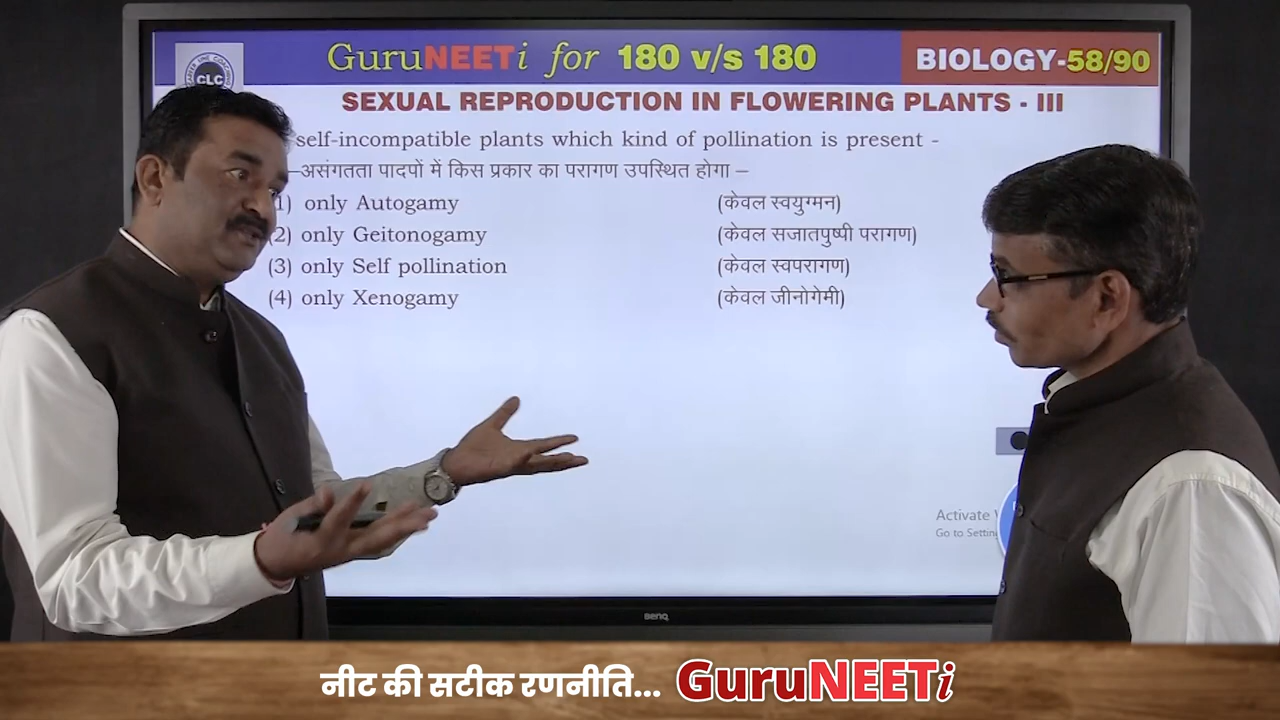 GuruNEETi for 180 v/s 180
BIOLOGY-58/90
CLC
SEXUAL REPRODUCTION IN FLOWERING PLANTS - III
self-incompatible plants which kind of pollination is present -
–असंगतता पादपों में किस प्रकार का परागण उपस्थित होगा –
1) only Autogamy (केवल स्वयुग्मन)
(2) only Geitonogamy (केवल सजातपुष्पी परागण)
(3) only Self pollination (केवल स्वपरागण)
(4) only Xenogamy (केवल जीनोगेमी)
Activate
Go to Settin
BenQ
नीट की सटीक रणनीति... GuruNEETi